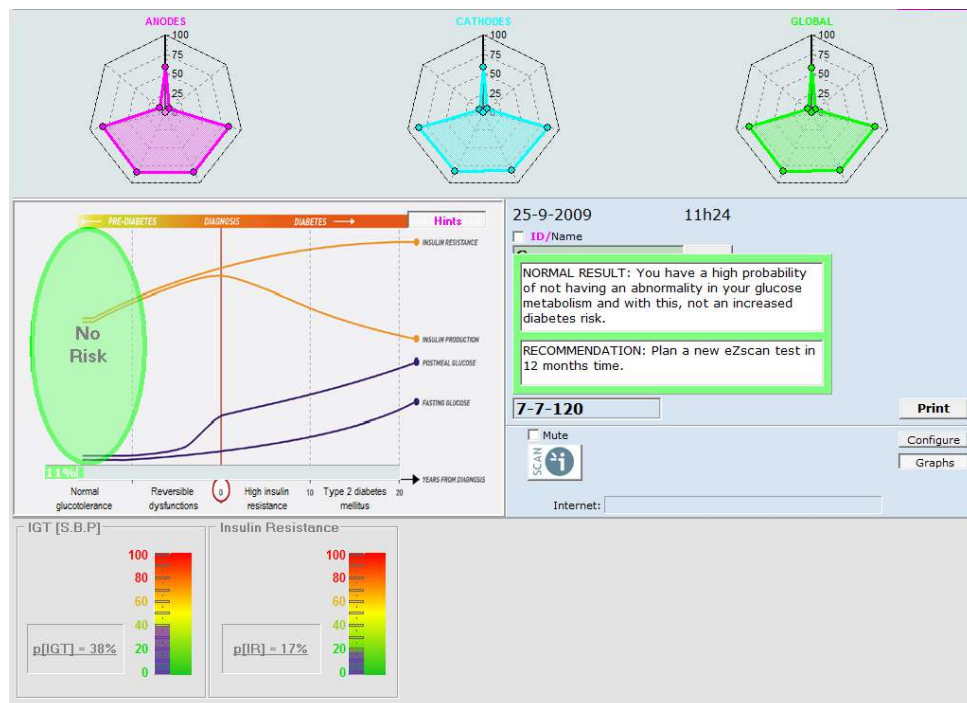 ANODES
100
75
50
25
0
CATHODES
100
75
50
25
0
GLOBAL
100
75
50
25
0
PRE-DIABETES
DIAGNOSIS
DIABETES
Hints
INSULIN RESISTANCE
No
Risk
INSULIN PRODUCTION
POSTMEAL GLUCOSE
FASTING GLUCOSE
11%
YEARS FROM DIAGNOSIS
Normal
glucotolerance
Reversible
dysfunctions
0
High insulin
resistance
10
Type 2 diabetes
mellitus
20
25-9-2009 11h24
ID/Name
NORMAL RESULT: You have a high probability
of not having an abnormality in your glucose
metabolism and with this, not an increased
diabetes risk.
RECOMMENDATION: Plan a new eZscan test in
12 months time.
7-7-120
Print
Mute
SCAN
Configure
Graphs
Internet:
IGT [S.B.P]
100
80
60
40
20
0
p[IGT] = 38%
Insulin Resistance
100
80
60
40
20
0
p[IR] = 17%